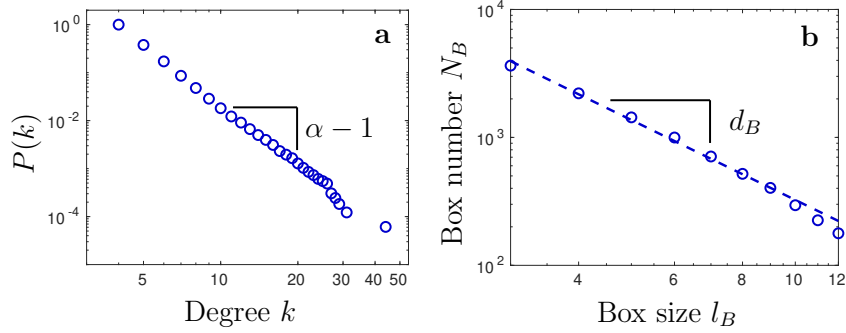 a
10^0
10^-2
10^-4
P(k)
α − 1
5 10 20 30 40 50
Degree k
b
10^4
10^3
10^2
Box number N_B
d_B
4 6 8 10 12
Box size l_B